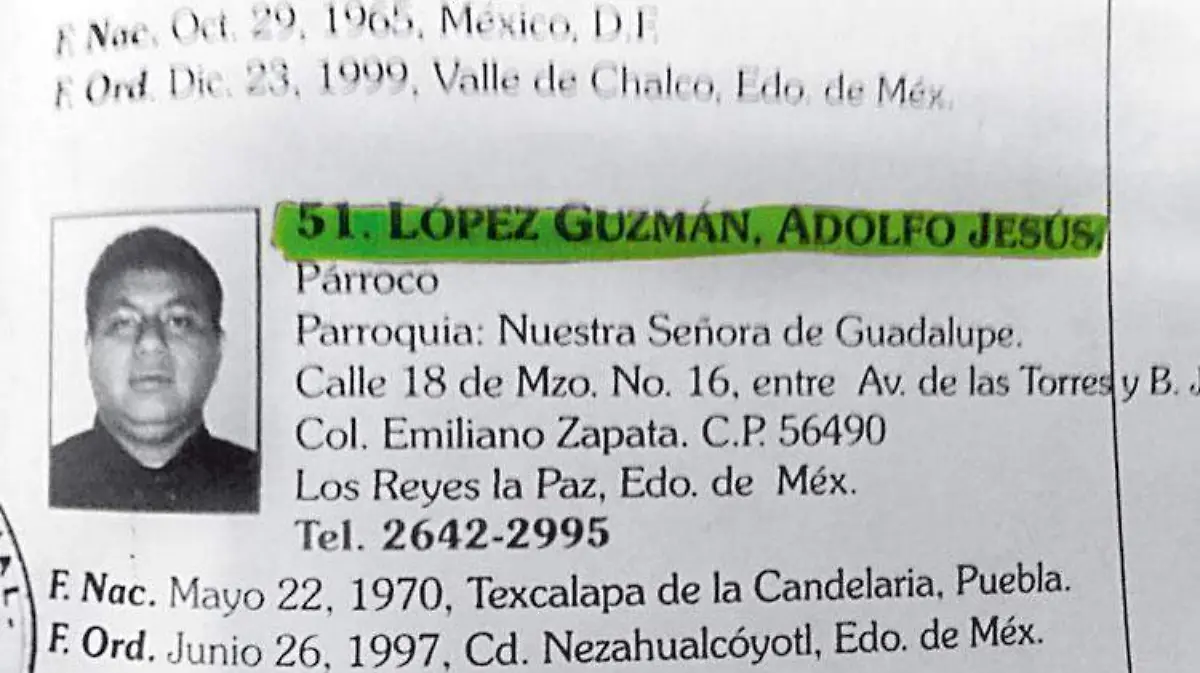 F. Nac. Oct. 29, 1965, México, D.F.
F. Ord. Dic. 23, 1999, Valle de Chalco, Edo. de Méx.
51. LÓPEZ GUZMÁN, ADOLFO JESÚS.
Párroco
Parroquia: Nuestra Señora de Guadalupe.
Calle 18 de Mzo. No. 16, entre Av. de las Torres y B.
Col. Emiliano Zapata. C.P. 56490
Los Reyes la Paz, Edo. de Méx.
Tel. 2642-2995
F. Nac. Mayo 22, 1970, Texcalapa de la Candelaria, Puebla.
F. Ord. Junio 26, 1997, Cd. Nezahualcóyotl, Edo. de Méx.